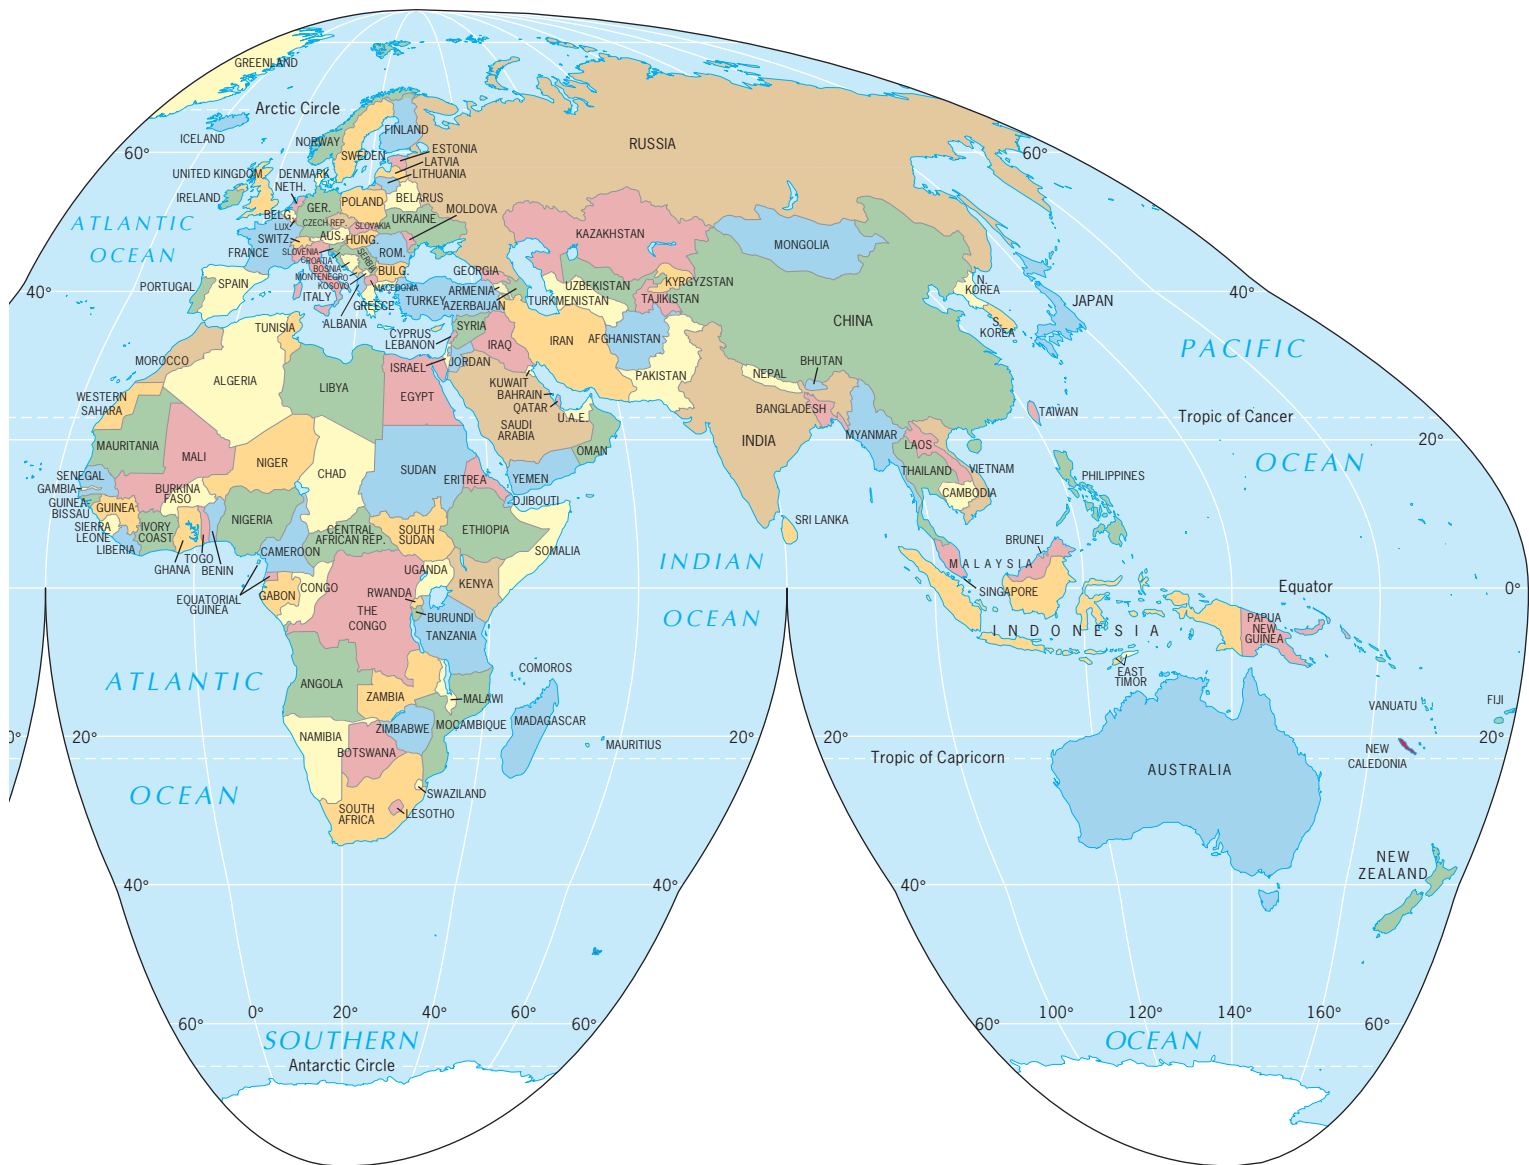 GREENLAND
Arctic Circle
ICELAND
NORWAY
FINLAND
SWEDEN
RUSSIA
ESTONIA
LATVIA
LITHUANIA
60°
60°
UNITED KINGDOM
DENMARK
NETH.
IRELAND
GER.
POLAND
BELARUS
BELG.
LUX.
CZECH REP.
SLOVAKIA
UKRAINE
MOLDOVA
ATLANTIC
OCEAN
SWITZ.
AUS.
HUNG.
FRANCE
SLOVENIA
CROATIA
BOSNIA
SERBIA
ROM.
MONTENEGRO
KOSOVO
BULG.
MACEDONIA
KAZAKHSTAN
MONGOLIA
PORTUGAL
SPAIN
ITALY
ALBANIA
GREECE
TURKEY
GEORGIA
ARMENIA
AZERBAIJAN
UZBEKISTAN
TURKMENISTAN
KYRGYZSTAN
TAJIKISTAN
40°
40°
N.
KOREA
S.
KOREA
JAPAN
CHINA
PACIFIC
OCEAN
TUNISIA
CYPRUS
LEBANON
SYRIA
IRAQ
IRAN
AFGHANISTAN
MOROCCO
ALGERIA
LIBYA
ISRAEL
JORDAN
EGYPT
KUWAIT
BAHRAIN
QATAR
U.A.E.
PAKISTAN
NEPAL
BHUTAN
BANGLADESH
WESTERN
SAHARA
SAUDI
ARABIA
OMAN
INDIA
MYANMAR
TAIWAN
Tropic of Cancer
20°
MAURITANIA
MALI
NIGER
CHAD
SUDAN
ERITREA
YEMEN
DJIBOUTI
LAOS
THAILAND
VIETNAM
CAMBODIA
PHILIPPINES
SENEGAL
GAMBIA
GUINEA
BISSAU
GUINEA
SIERRA
LEONE
LIBERIA
BURKINA
FASO
IVORY
COAST
GHANA
TOGO
BENIN
NIGERIA
CENTRAL
AFRICAN REP.
SOUTH
SUDAN
ETHIOPIA
SOMALIA
SRI LANKA
CAMEROON
UGANDA
KENYA
INDIAN
OCEAN
BRUNEI
MALAYSIA
SINGAPORE
EQUATORIAL
GUINEA
GABON
CONGO
THE
CONGO
RWANDA
BURUNDI
TANZANIA
Equator
0°
INDONESIA
PAPUA
NEW
GUINEA
EAST
TIMOR
COMOROS
ATLANTIC
OCEAN
ANGOLA
ZAMBIA
MALAWI
MOCAMBIQUE
MADAGASCAR
NAMIBIA
ZIMBABWE
BOTSWANA
MAURITIUS
VANUATU
FIJI
NEW
CALEDONIA
0°
20°
20°
20°
20°
Tropic of Capricorn
AUSTRALIA
SWAZILAND
SOUTH
AFRICA
LESOTHO
NEW
ZEALAND
40°
40°
40°
60°
0°
20°
40°
60°
60°
60°
100°
120°
140°
160°
60°
SOUTHERN
OCEAN
Antarctic Circle